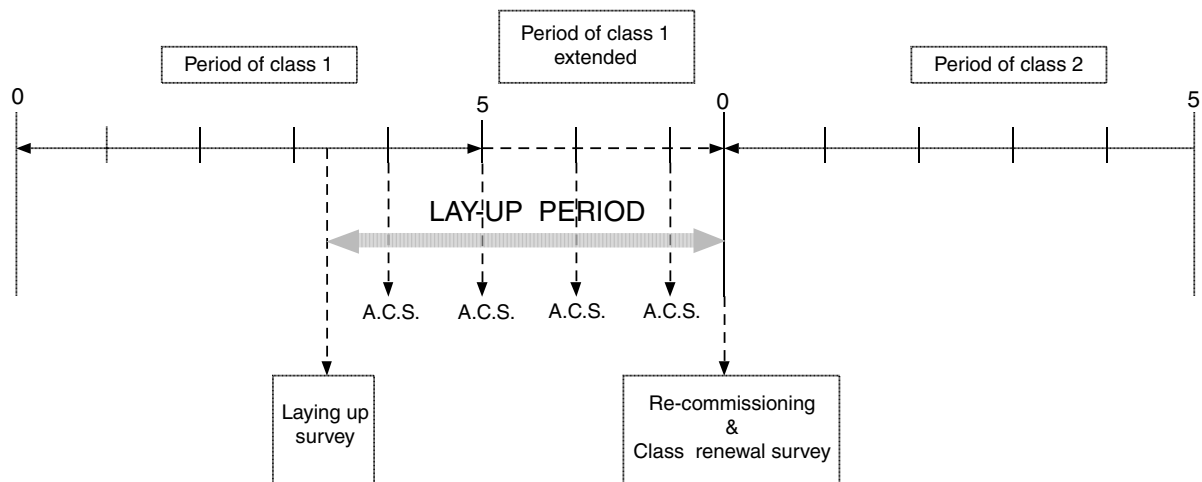 Period of class 1
Period of class 1
extended
Period of class 2
0
5
0
5
LAY-UP PERIOD
A.C.S.
A.C.S.
A.C.S.
A.C.S.
Laying up
survey
Re-commissioning
&
Class renewal survey